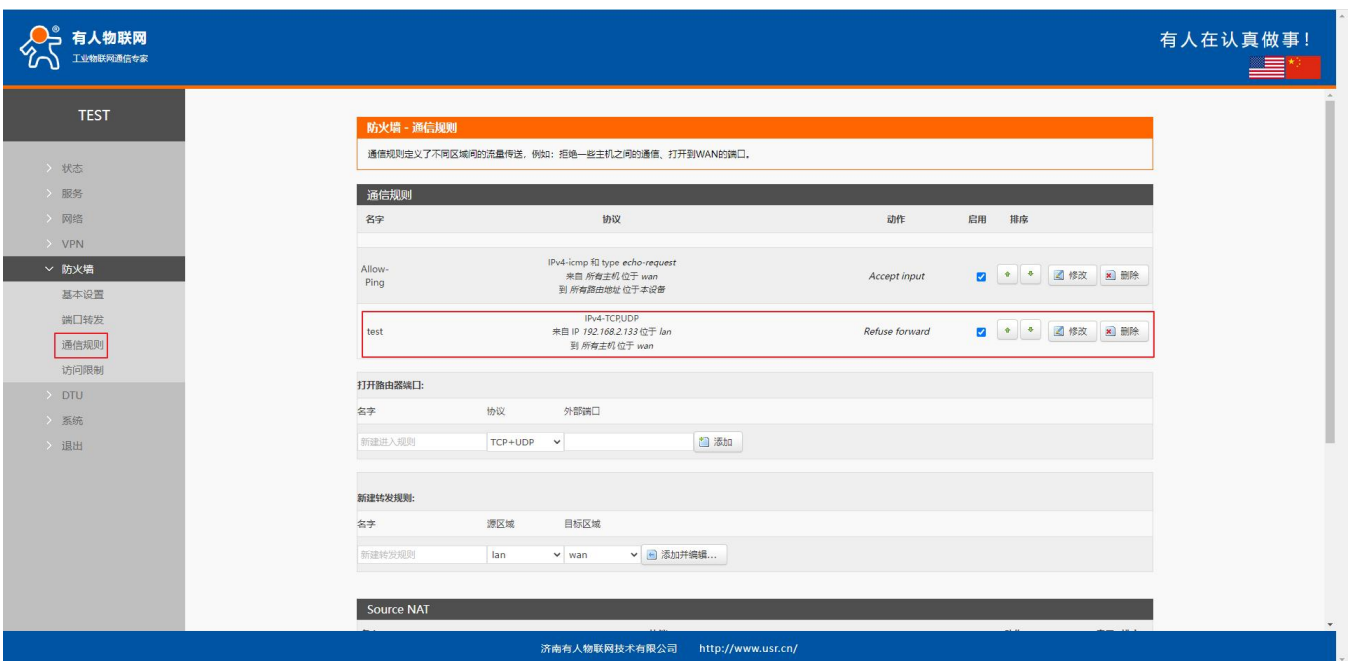 有人物联网
工业物联网通信专家
有人在认真做事！
TEST
状态
服务
网络
VPN
防火墙
基本设置
端口转发
通信规则
访问限制
DTU
系统
退出
防火墙 - 通信规则
通信规则定义了不同区域间的流量传送，例如：拒绝一些主机之间的通信、打开到WAN的端口。
通信规则
名字 协议 动作 启用 排序
Allow-Ping
IPv4-icmp 和 type echo-request
来自 所有主机 位于 wan
到 所有路由地址 位于本设备
Accept input
修改 删除
test
IPv4-TCP,UDP
来自 IP 192.168.2.133 位于 lan
到 所有主机 位于 wan
Refuse forward
修改 删除
打开路由器端口:
名字 协议 外部端口
新建进入规则 TCP+UDP 添加
新建转发规则:
名字 源区域 目标区域
新建转发规则 lan wan 添加并编辑...
Source NAT
济南有人物联网技术有限公司 http://www.usr.cn/